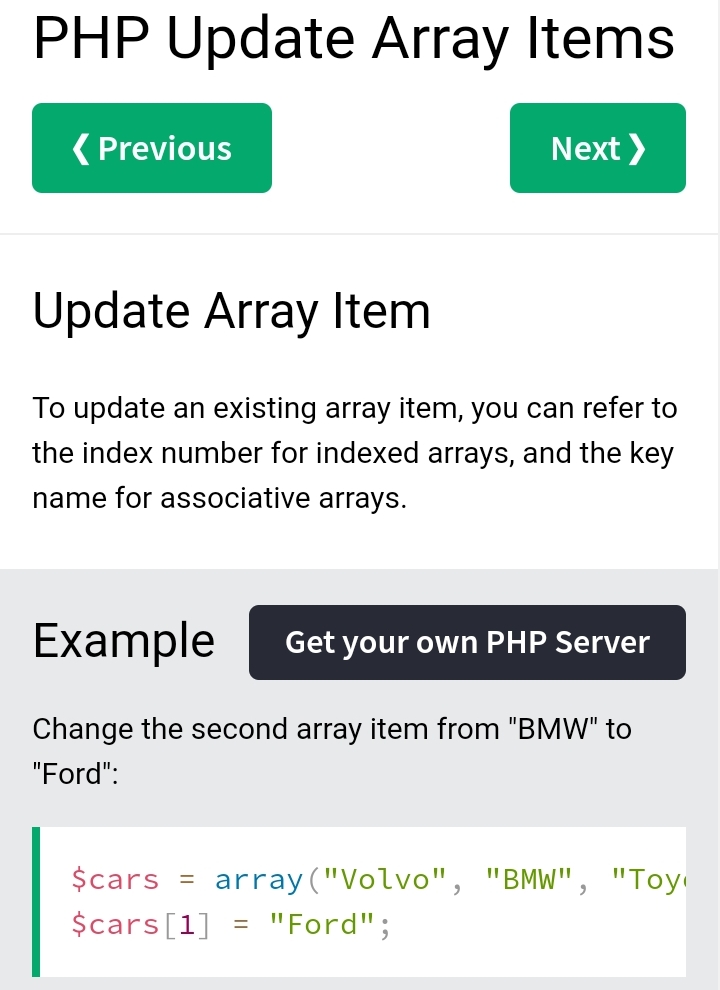 PHP Update Array Items
❮ Previous
Next ❯
Update Array Item
To update an existing array item, you can refer to
the index number for indexed arrays, and the key
name for associative arrays.
Example
Get your own PHP Server
Change the second array item from "BMW" to
"Ford":
$cars = array("Volvo", "BMW", "Toy
$cars[1] = "Ford";